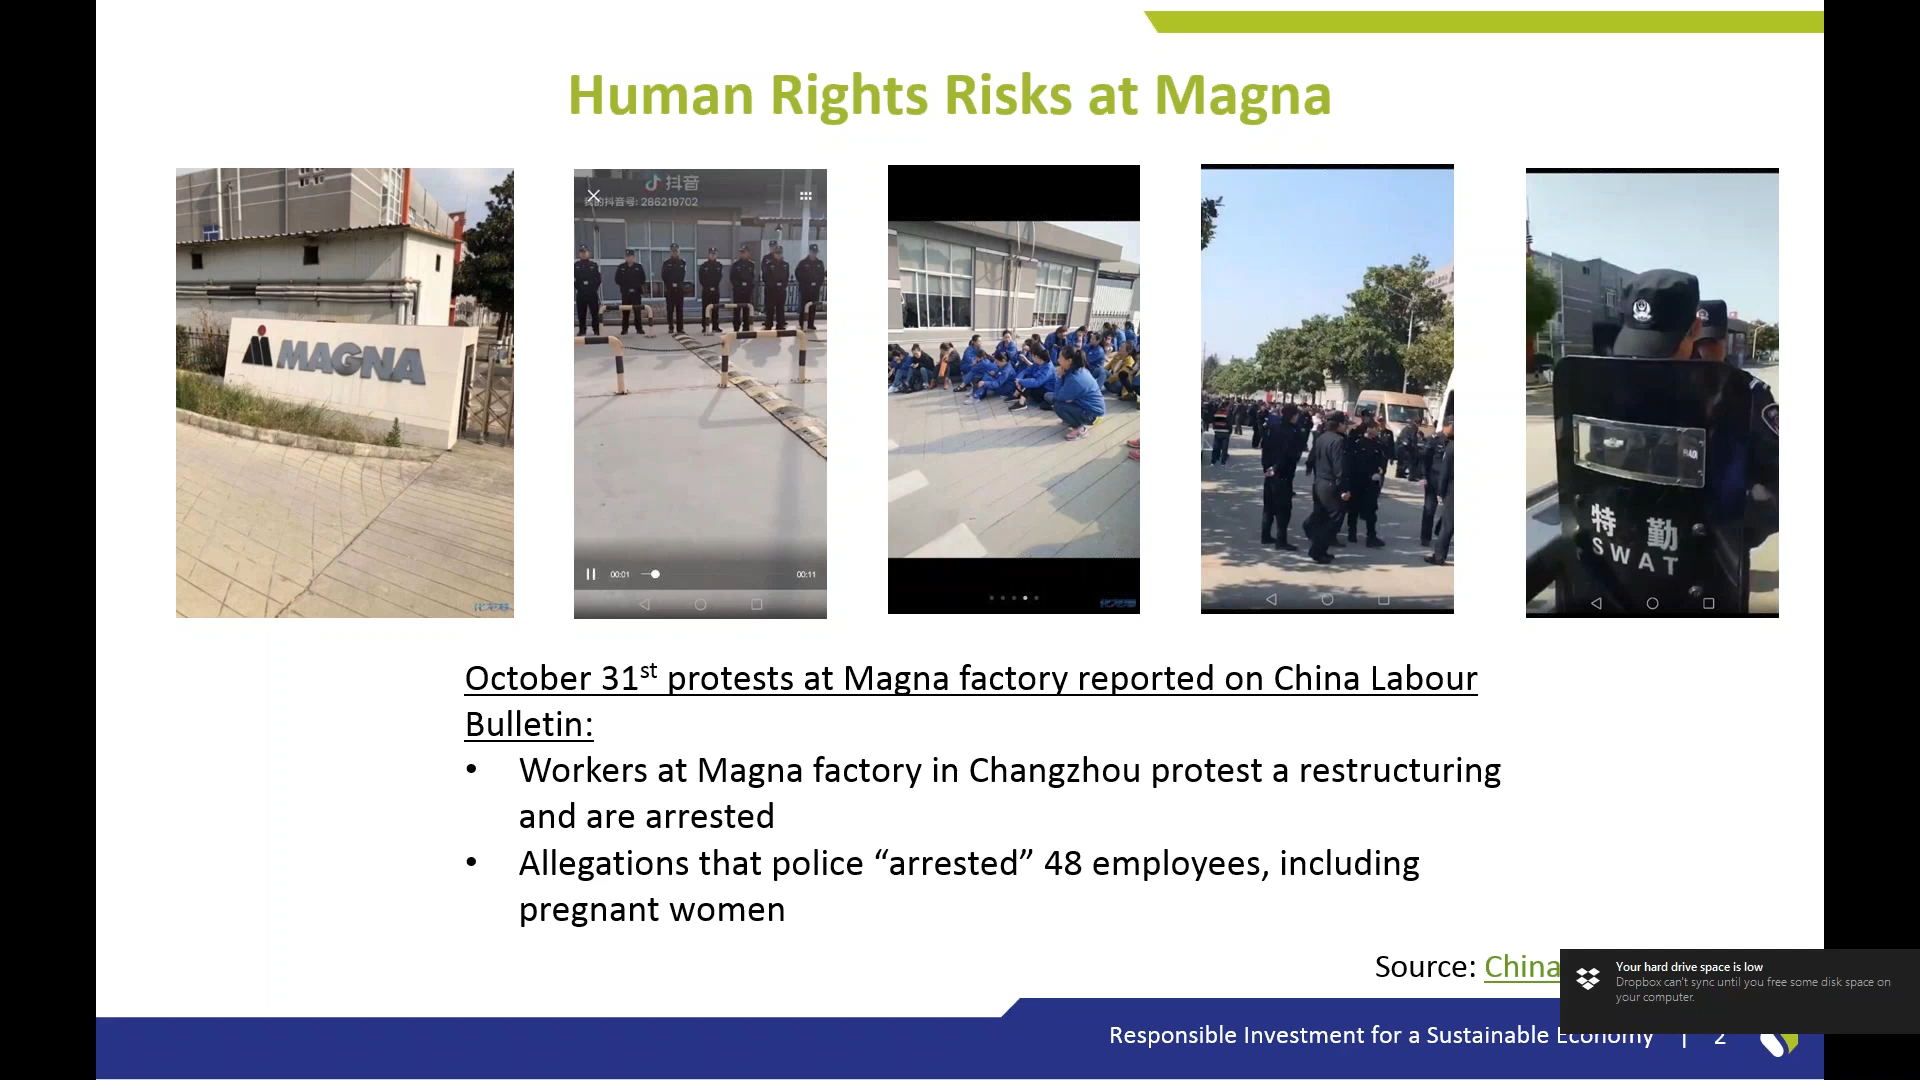 Human Rights Risks at Magna
MAGNA
抖音
抖音号: 286219702
00:01
00:11
特勤
SWAT
October 31st protests at Magna factory reported on China Labour
Bulletin:
• Workers at Magna factory in Changzhou protest a restructuring
and are arrested
• Allegations that police “arrested” 48 employees, including
pregnant women
Source: China
Your hard drive space is low
Dropbox can't sync until you free some disk space on
your computer.
Responsible Investment for a Sustainable Economy | 2